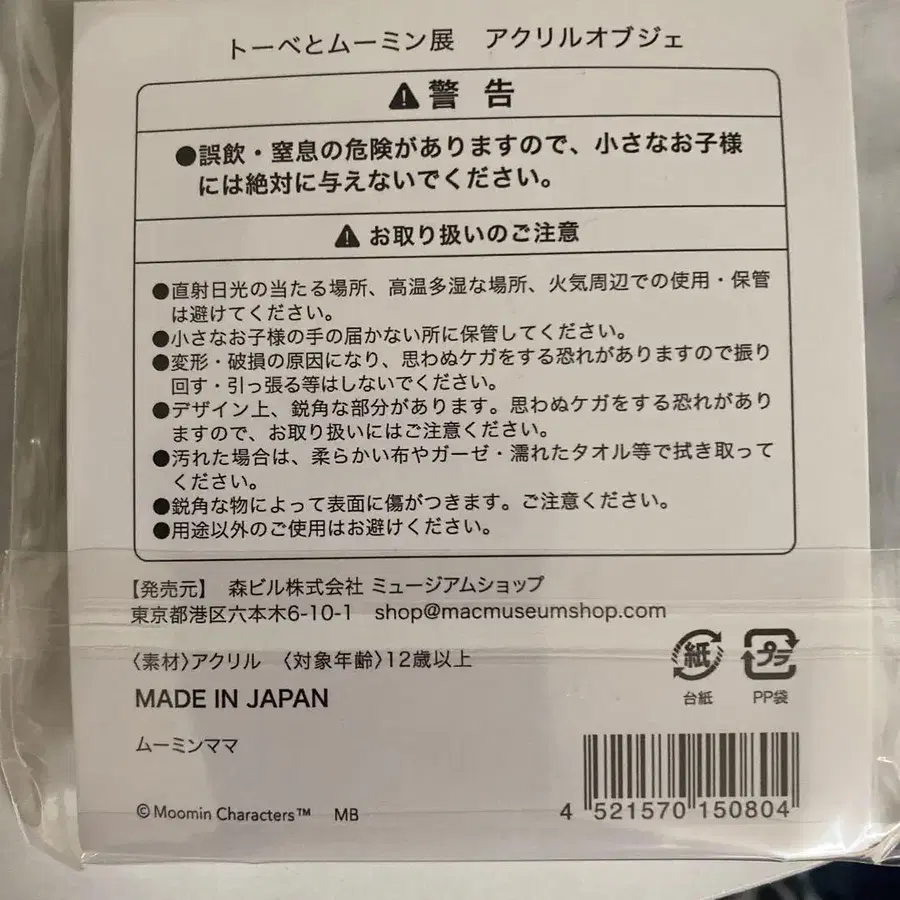 トーベとムーミン展　アクリルオブジェ
警 告
●誤飲・窒息の危険がありますので、小さなお子様
には絶対に与えないでください。
お取り扱いのご注意
●直射日光の当たる場所、高温多湿な場所、火気周辺での使用・保管
は避けてください。
●小さなお子様の手の届かない所に保管してください。
●変形・破損の原因になり、思わぬケガをする恐れがありますので振り
回す・引っ張る等はしないでください。
●デザイン上、鋭角な部分があります。思わぬケガをする恐れがあり
ますので、お取り扱いにはご注意ください。
●汚れた場合は、柔らかい布やガーゼ・濡れたタオル等で拭き取って
ください。
●鋭角な物によって表面に傷がつきます。ご注意ください。
●用途以外のご使用はお避けください。
【発売元】 森ビル株式会社 ミュージアムショップ
東京都港区六本木6-10-1 shop@macmuseumshop.com
〈素材〉アクリル 〈対象年齢〉12歳以上
紙 プラ
台紙 PP袋
MADE IN JAPAN
ムーミンママ
©Moomin Characters™ MB
4 521570 150804